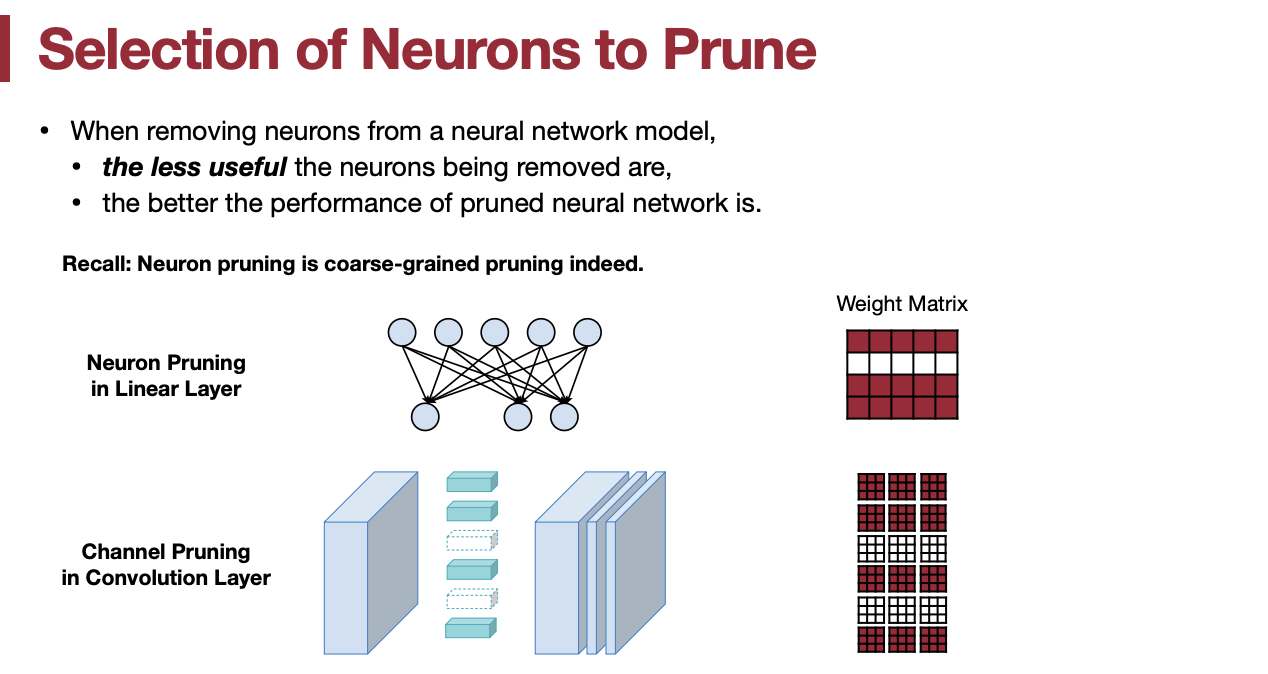 Selection of Neurons to Prune
• When removing neurons from a neural network model,
• the less useful the neurons being removed are,
• the better the performance of pruned neural network is.
Recall: Neuron pruning is coarse-grained pruning indeed.
Weight Matrix
Neuron Pruning
in Linear Layer
Channel Pruning
in Convolution Layer